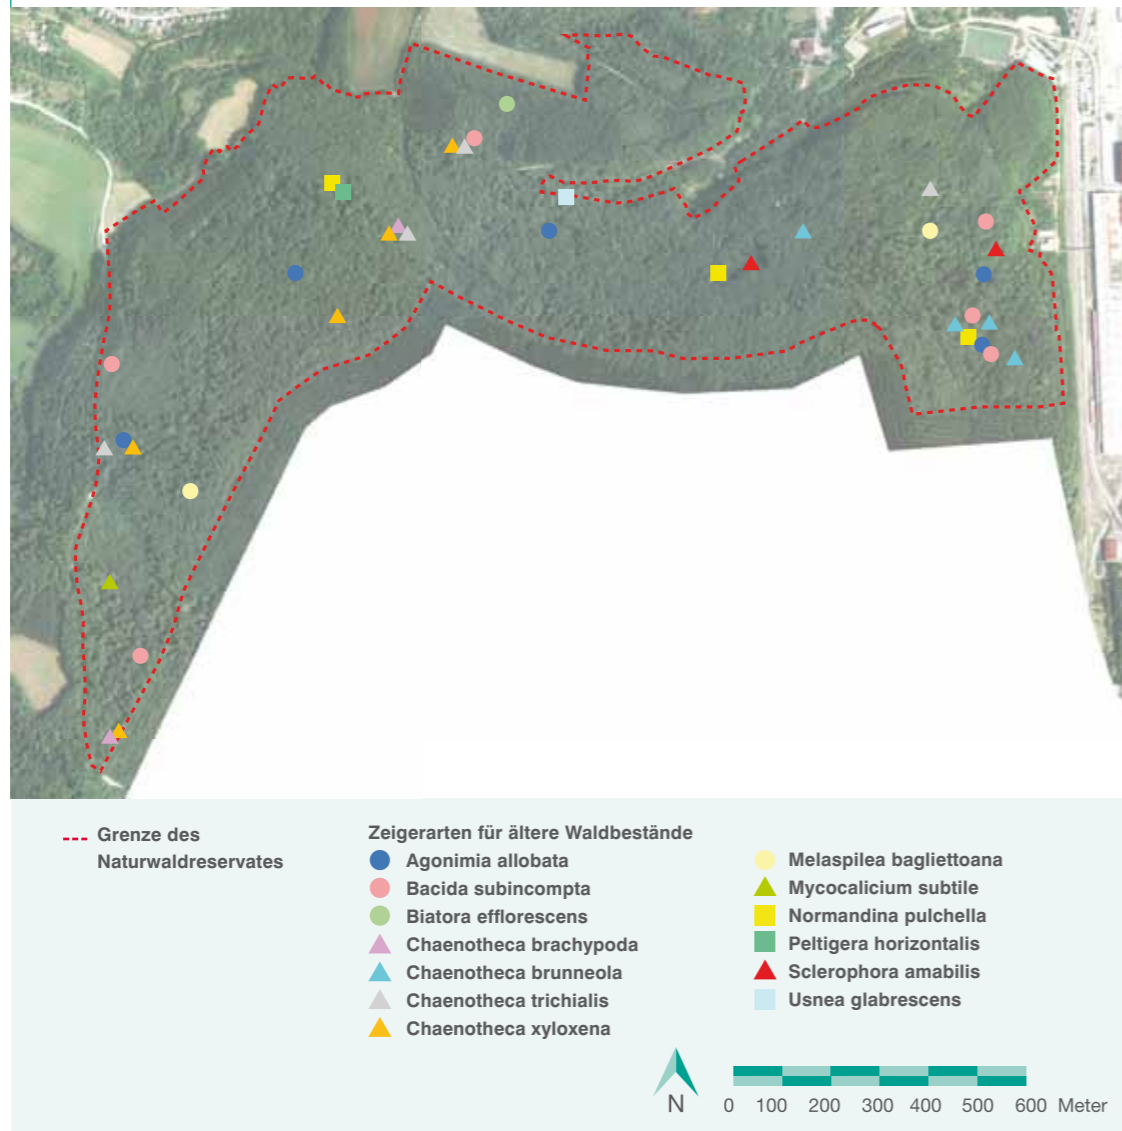 Grenze des
Naturwaldreservates
Zeigerarten für ältere Waldbestände
Agonimia allobata
Bacida subincompta
Biatora efflorescens
Chaenotheca brachypoda
Chaenotheca brunneola
Chaenotheca trichialis
Chaenotheca xyloxena
Melaspilea bagliettoana
Mycocalicium subtile
Normandina pulchella
Peltigera horizontalis
Sclerophora amabilis
Usnea glabrescens
N
0 100 200 300 400 500 600 Meter